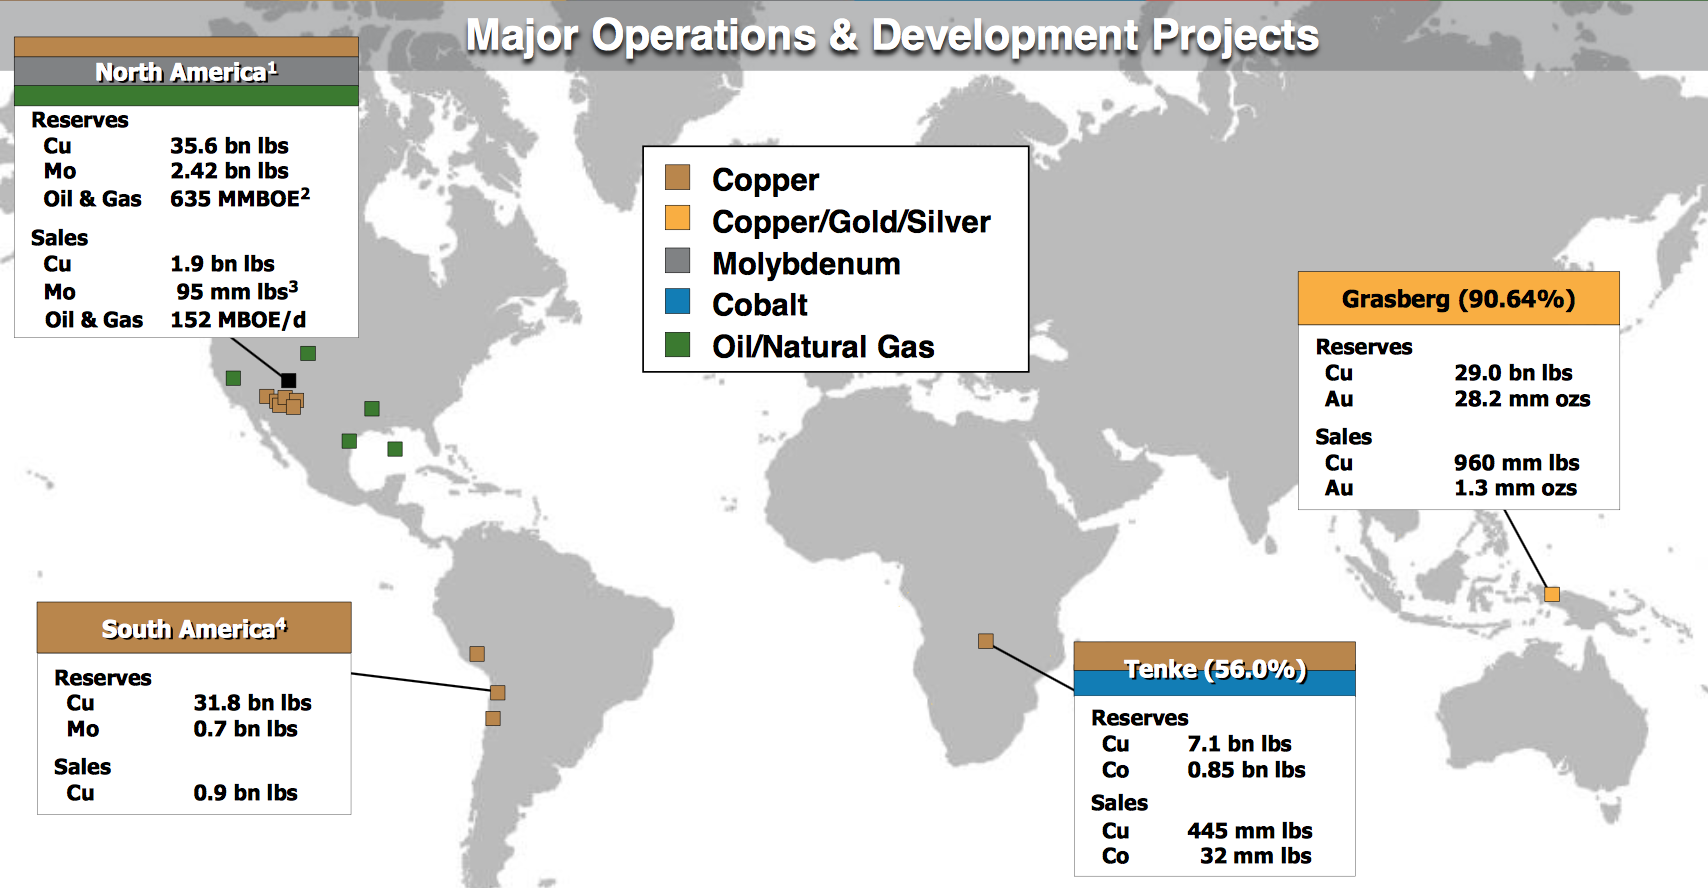 Major Operations & Development Projects
North America¹
Reserves
Cu 35.6 bn lbs
Mo 2.42 bn lbs
Oil & Gas 635 MMBOE²
Sales
Cu 1.9 bn lbs
Mo 95 mm lbs³
Oil & Gas 152 MBOE/d
Copper
Copper/Gold/Silver
Molybdenum
Cobalt
Oil/Natural Gas
Grasberg (90.64%)
Reserves
Cu 29.0 bn lbs
Au 28.2 mm ozs
Sales
Cu 960 mm lbs
Au 1.3 mm ozs
South America⁴
Reserves
Cu 31.8 bn lbs
Mo 0.7 bn lbs
Sales
Cu 0.9 bn lbs
Tenke (56.0%)
Reserves
Cu 7.1 bn lbs
Co 0.85 bn lbs
Sales
Cu 445 mm lbs
Co 32 mm lbs